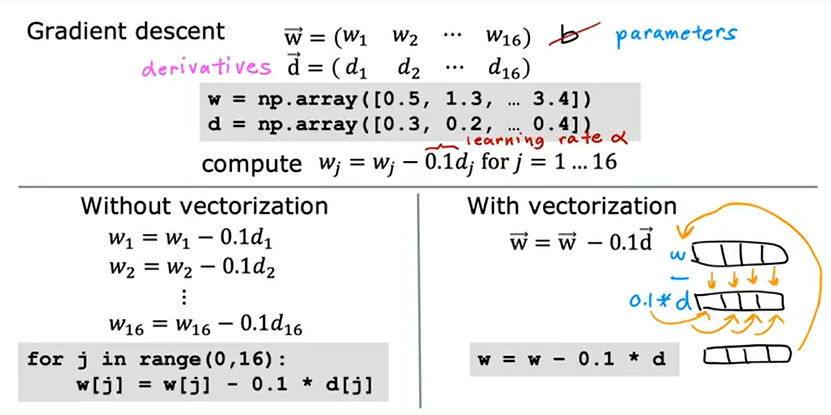 Gradient descent w⃗ = (w₁ w₂ ⋯ w₁₆) b parameters
derivatives d⃗ = (d₁ d₂ ⋯ d₁₆)
w = np.array([0.5, 1.3, … 3.4])
d = np.array([0.3, 0.2, … 0.4])
learning rate α
compute wⱼ = wⱼ − 0.1dⱼ for j = 1 … 16
Without vectorization
w₁ = w₁ − 0.1d₁
w₂ = w₂ − 0.1d₂
⋮
w₁₆ = w₁₆ − 0.1d₁₆
for j in range(0,16):
w[j] = w[j] - 0.1 * d[j]
With vectorization
w⃗ = w⃗ − 0.1d⃗
w
−
0.1 * d
w = w - 0.1 * d